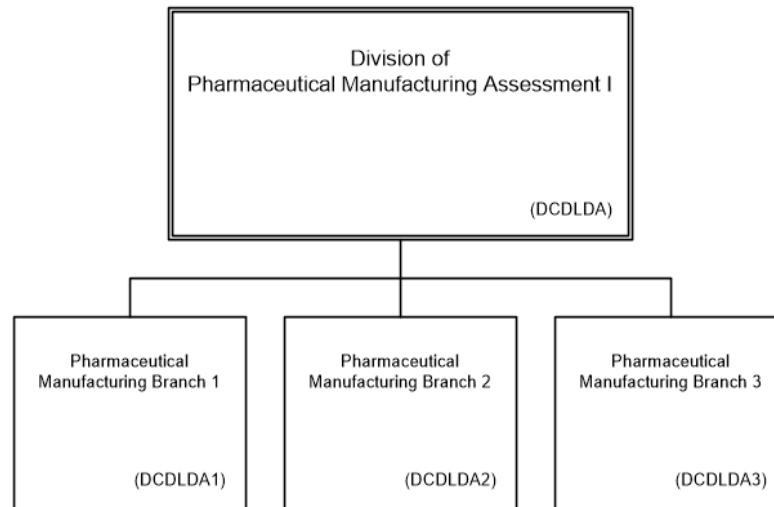 Division of
Pharmaceutical Manufacturing Assessment I
(DCDLDA)
Pharmaceutical
Manufacturing Branch 1
(DCDLDA1)
Pharmaceutical
Manufacturing Branch 2
(DCDLDA2)
Pharmaceutical
Manufacturing Branch 3
(DCDLDA3)